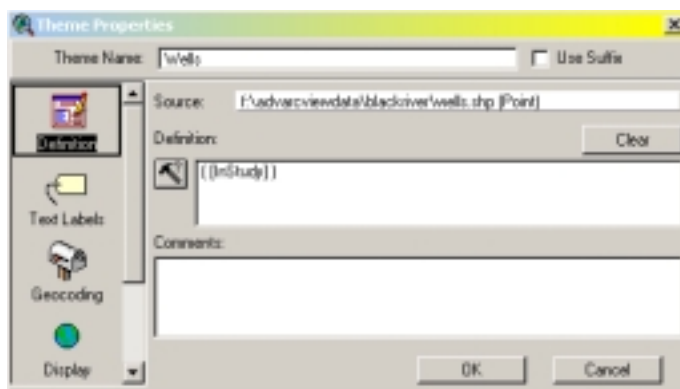 Theme Properties
Theme Name: Wells Use Suffix
Source: f:\advarcviewdata\blackriver\wells.shp (Point)
Definition: Clear
( [InStudy] )
Comments:
Definition
Text Labels
Geocoding
Display
OK Cancel